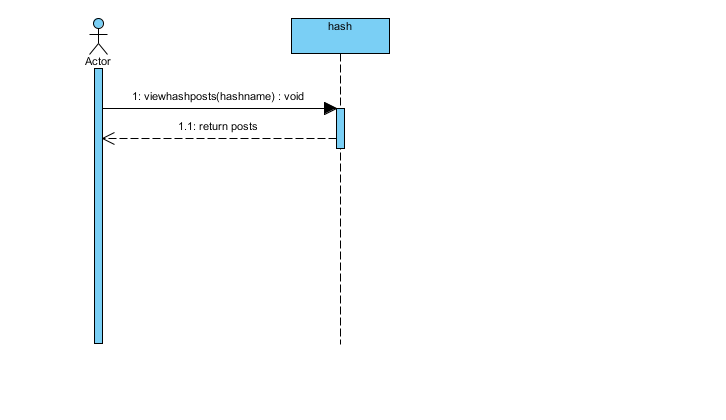 hash
Actor
1: viewhashposts(hashname) : void
1.1: return posts